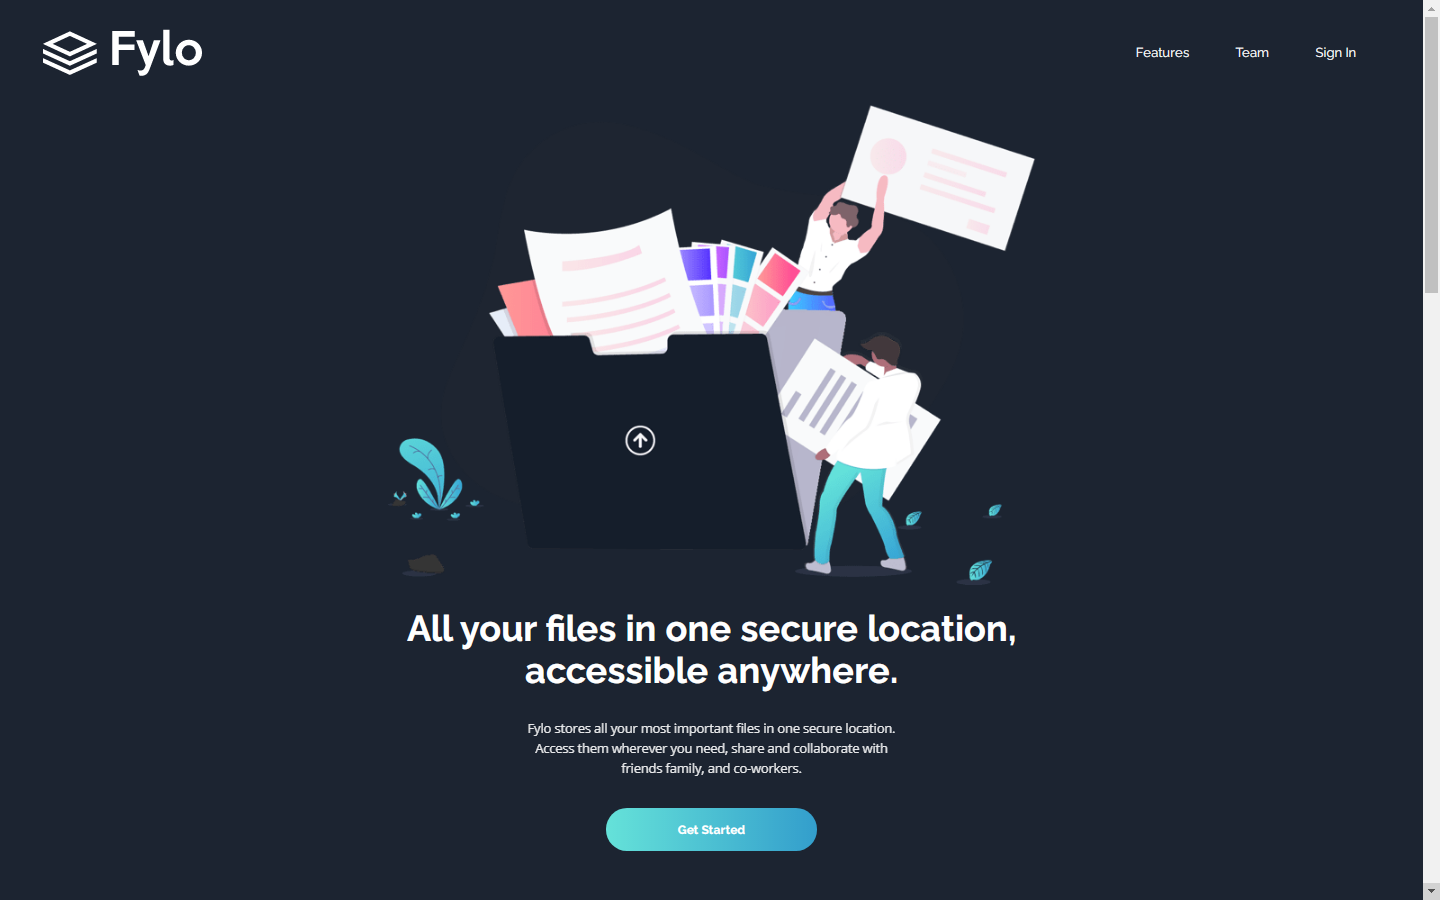 Fylo
Features
Team
Sign In
All your files in one secure location,
accessible anywhere.
Fylo stores all your most important files in one secure location.
Access them wherever you need, share and collaborate with
friends family, and co-workers.
Get Started